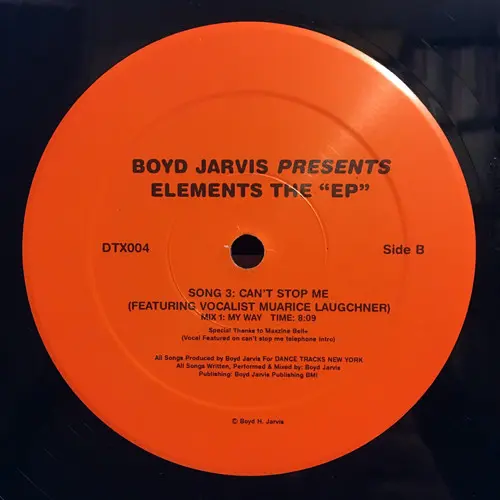 BOYD JARVIS PRESENTS
ELEMENTS THE “EP”
DTX004
Side B
SONG 3: CAN'T STOP ME
(FEATURING VOCALIST MUARICE LAUGCHNER)
MIX 1: MY WAY TIME: 8:09
Special Thanks to Maxzine Bello
(Vocal Featured on can't stop me telephone intro)
All Songs Produced by Boyd Jarvis For DANCE TRACKS NEW YORK
All Songs Written, Performed & Mixed by: Boyd Jarvis
Publishing: Boyd Jarvis Publishing BMI
© Boyd H. Jarvis